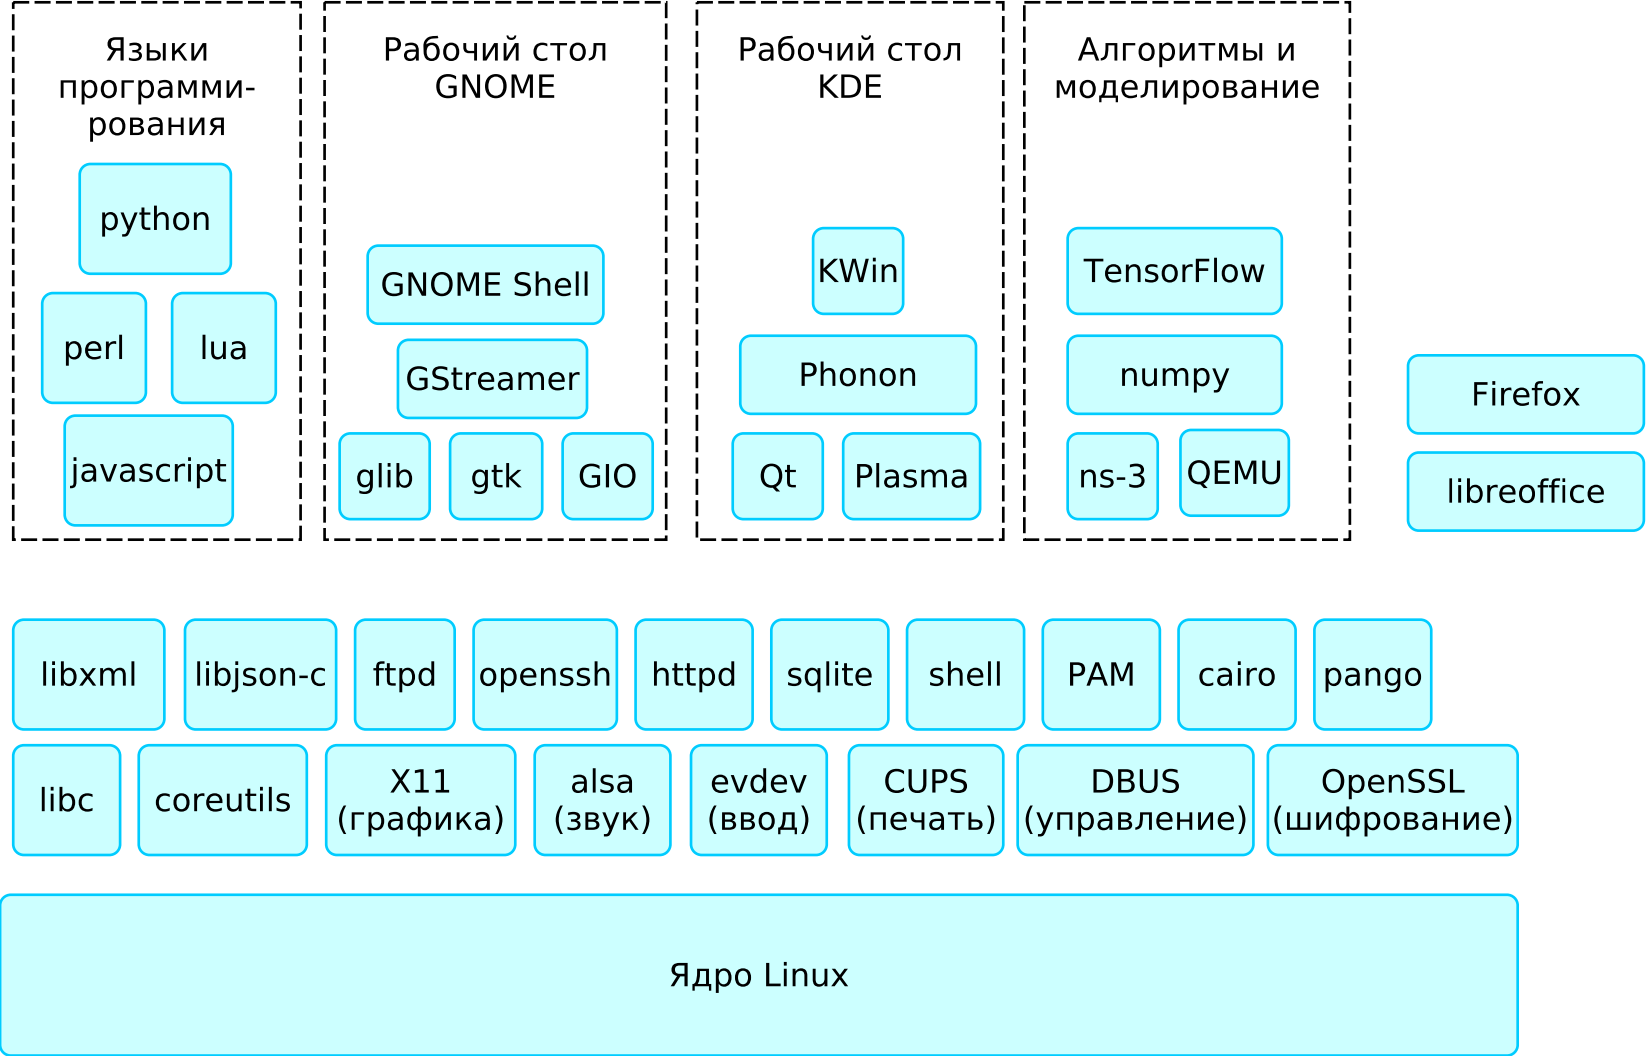 Языки
программи-
рования
python
perl
lua
javascript
Рабочий стол
GNOME
GNOME Shell
GStreamer
glib
gtk
GIO
Рабочий стол
KDE
KWin
Phonon
Qt
Plasma
Алгоритмы и
моделирование
TensorFlow
numpy
ns-3
QEMU
Firefox
libreoffice
libxml
libjson-c
ftpd
openssh
httpd
sqlite
shell
PAM
cairo
pango
libc
coreutils
X11
(графика)
alsa
(звук)
evdev
(ввод)
CUPS
(печать)
DBUS
(управление)
OpenSSL
(шифрование)
Ядро Linux